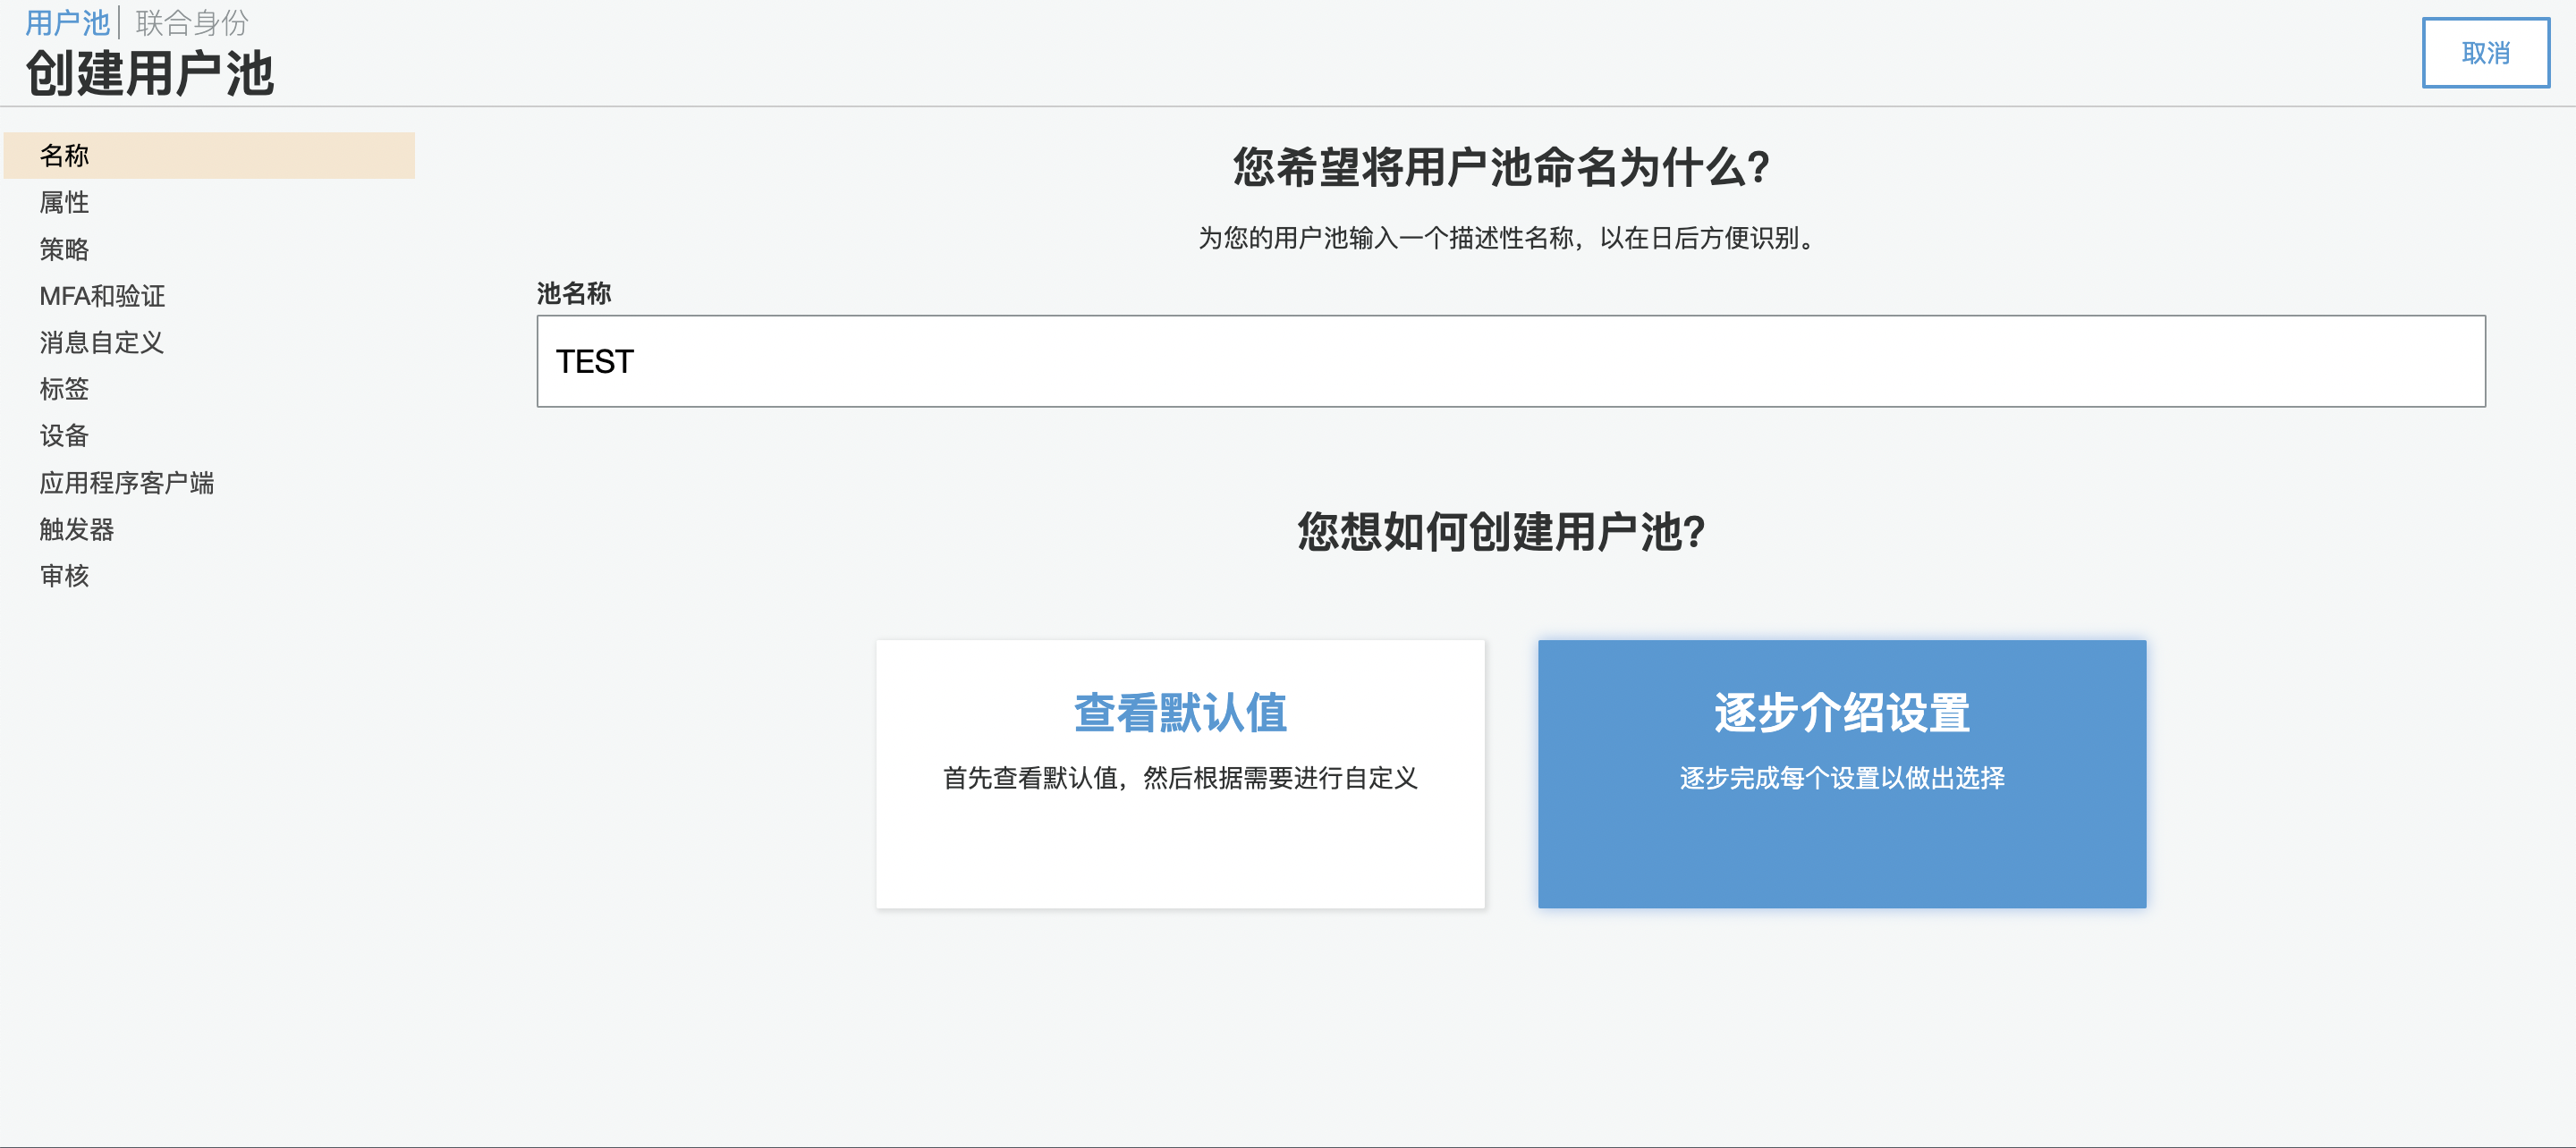 用户池 | 联合身份
创建用户池
取消
名称
属性
策略
MFA和验证
消息自定义
标签
设备
应用程序客户端
触发器
审核
您希望将用户池命名为什么?
为您的用户池输入一个描述性名称，以在日后方便识别。
池名称
TEST
您想如何创建用户池?
查看默认值
首先查看默认值，然后根据需要进行自定义
逐步介绍设置
逐步完成每个设置以做出选择